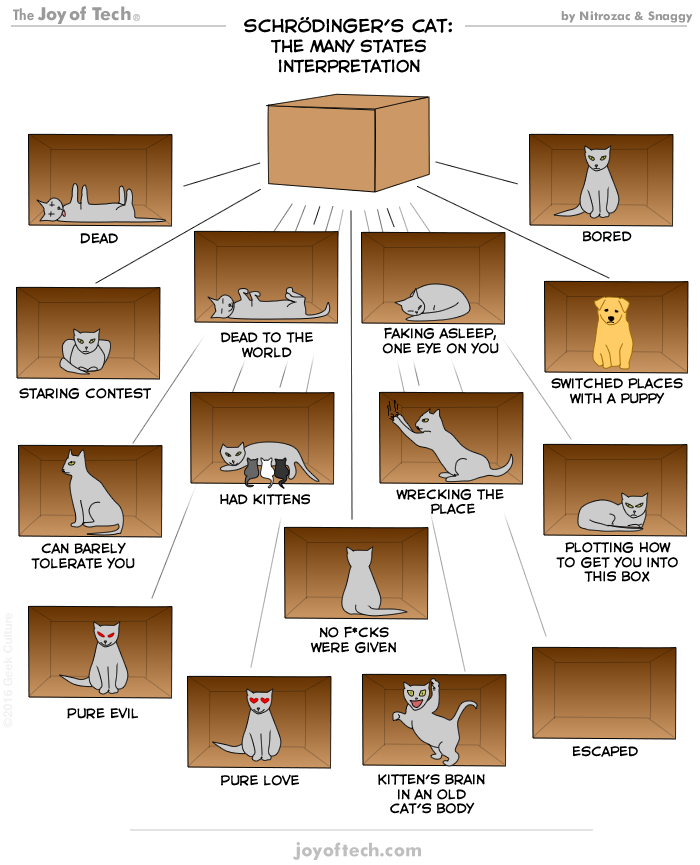 The Joy of Tech®
by Nitrozac & Snaggy
SCHRÖDINGER'S CAT:
THE MANY STATES
INTERPRETATION
DEAD
BORED
DEAD TO THE
WORLD
FAKING ASLEEP,
ONE EYE ON YOU
STARING CONTEST
SWITCHED PLACES
WITH A PUPPY
HAD KITTENS
WRECKING THE
PLACE
CAN BARELY
TOLERATE YOU
PLOTTING HOW
TO GET YOU INTO
THIS BOX
NO F*CKS
WERE GIVEN
PURE EVIL
ESCAPED
PURE LOVE
KITTEN'S BRAIN
IN AN OLD
CAT'S BODY
©2016 Geek Culture
joyoftech.com